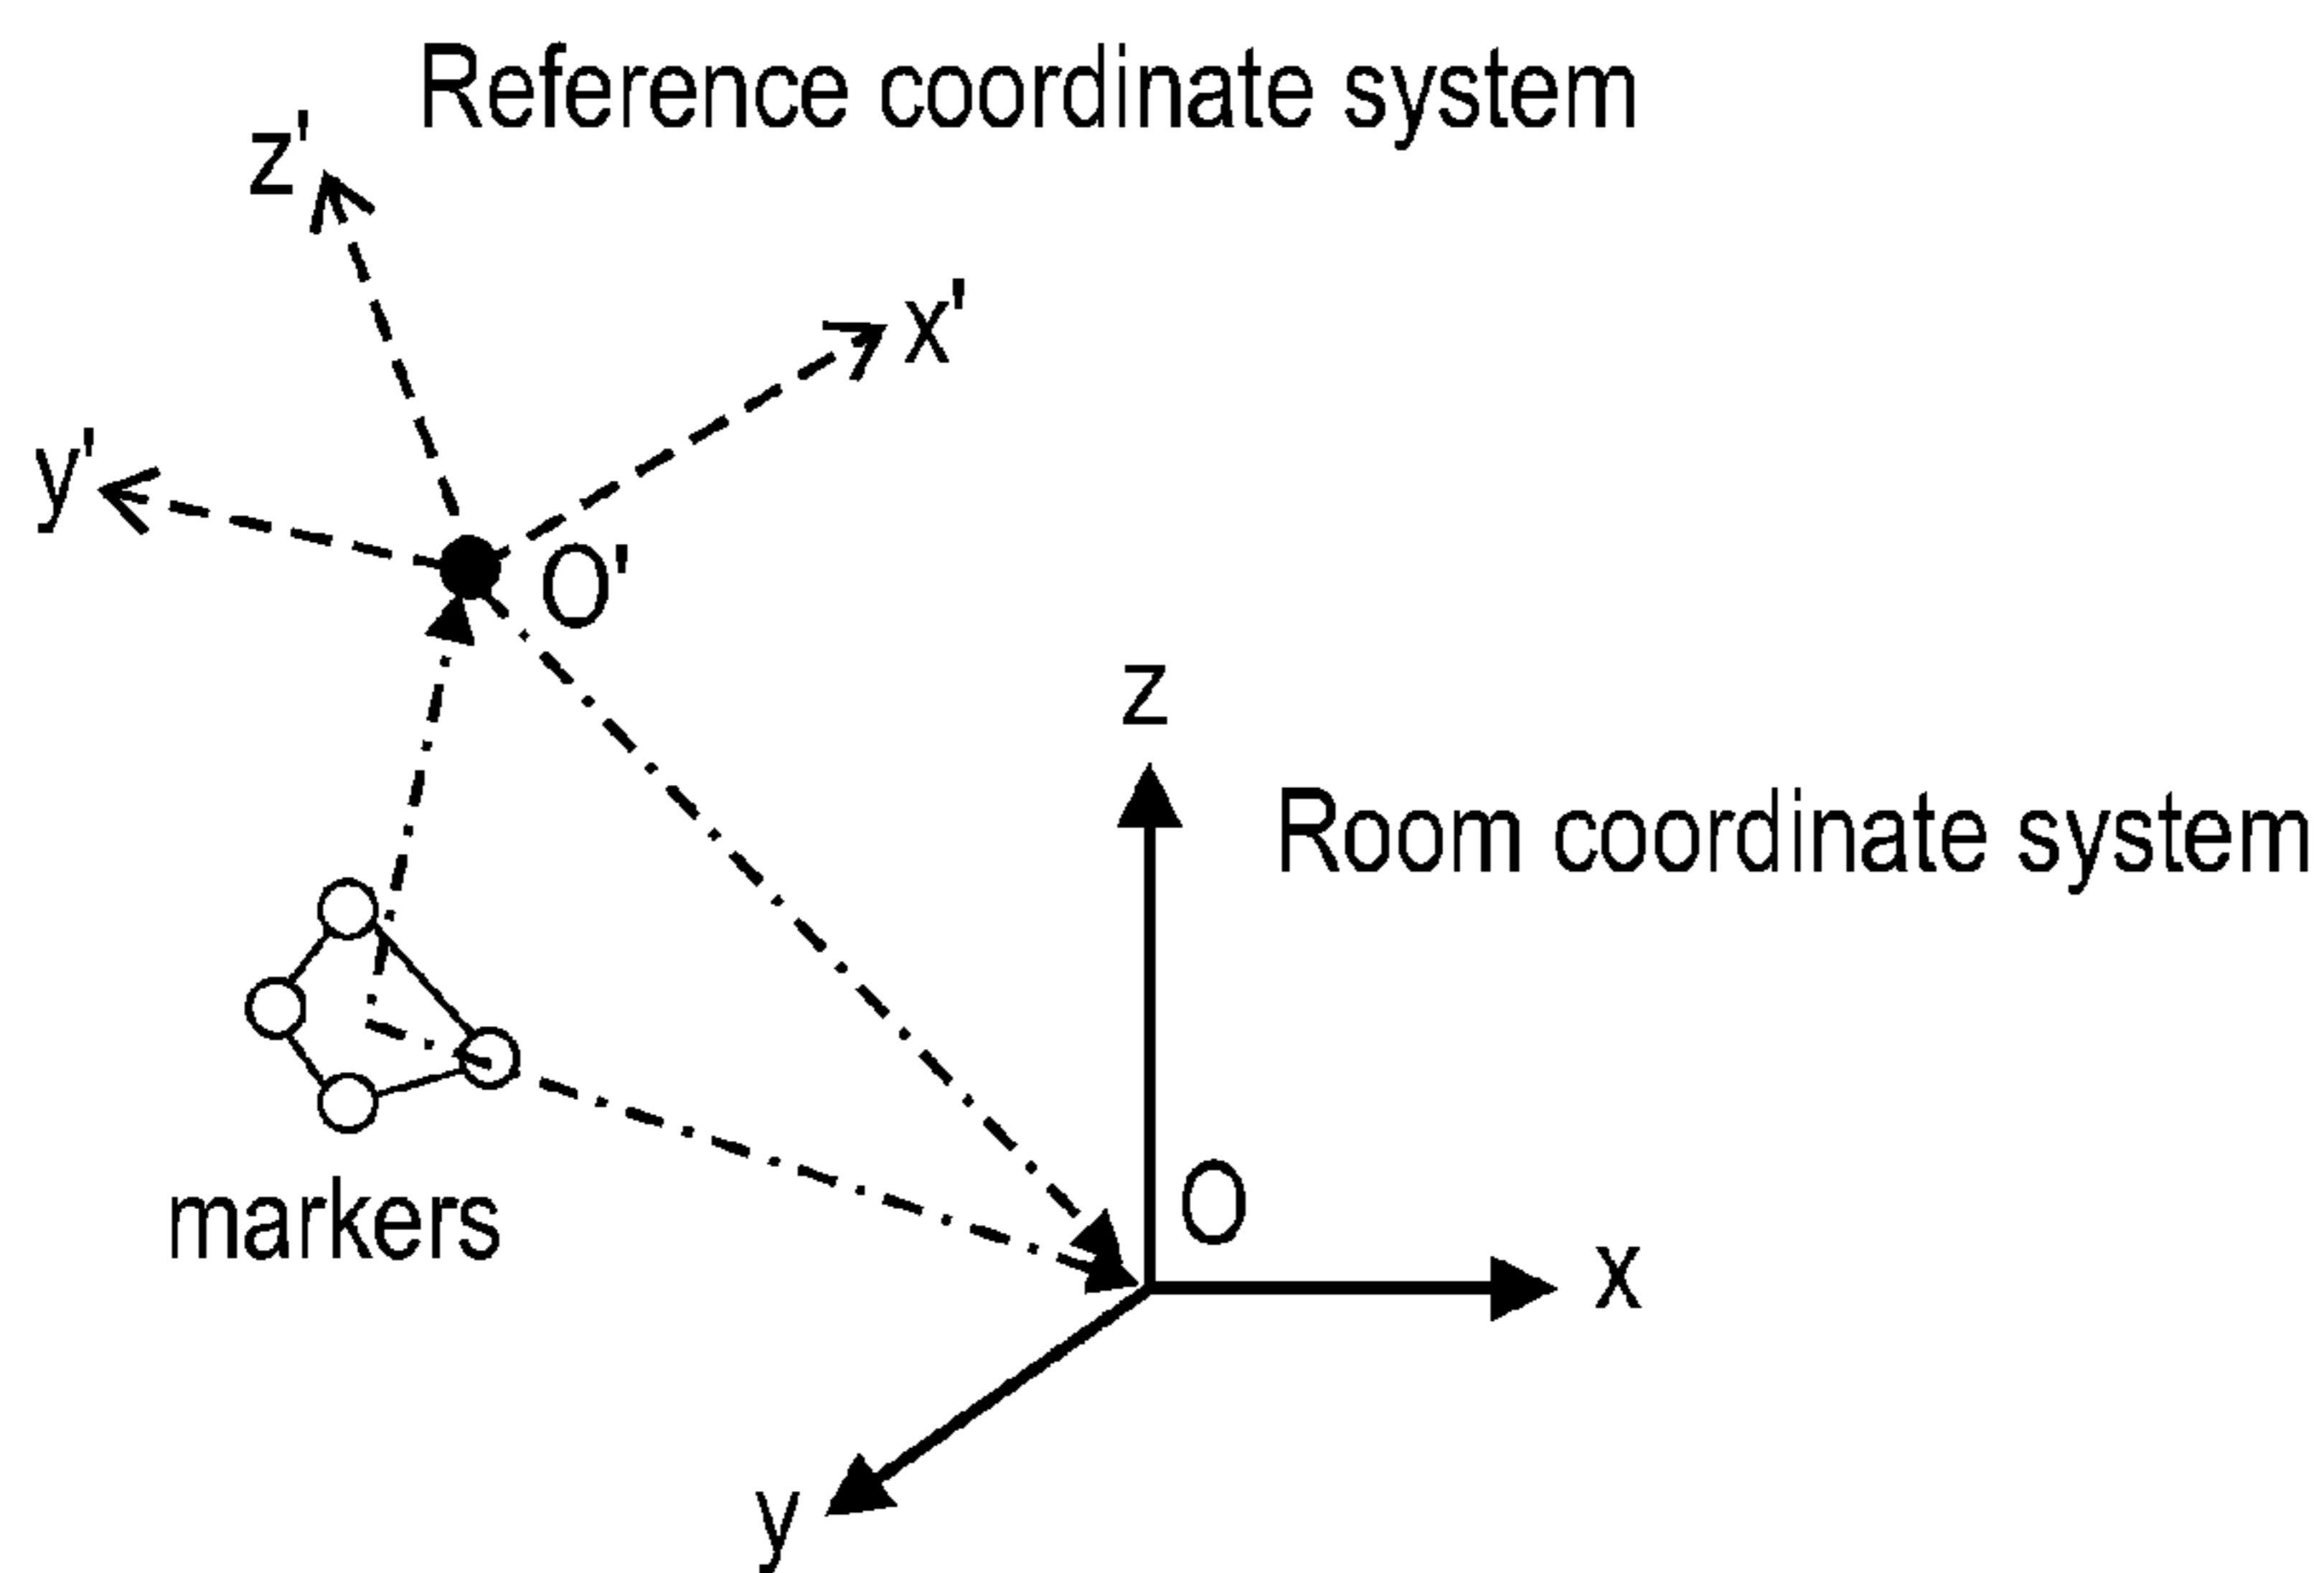 Reference coordinate system
z'
x'
y'
O'
z
Room coordinate system
markers
O
x
y